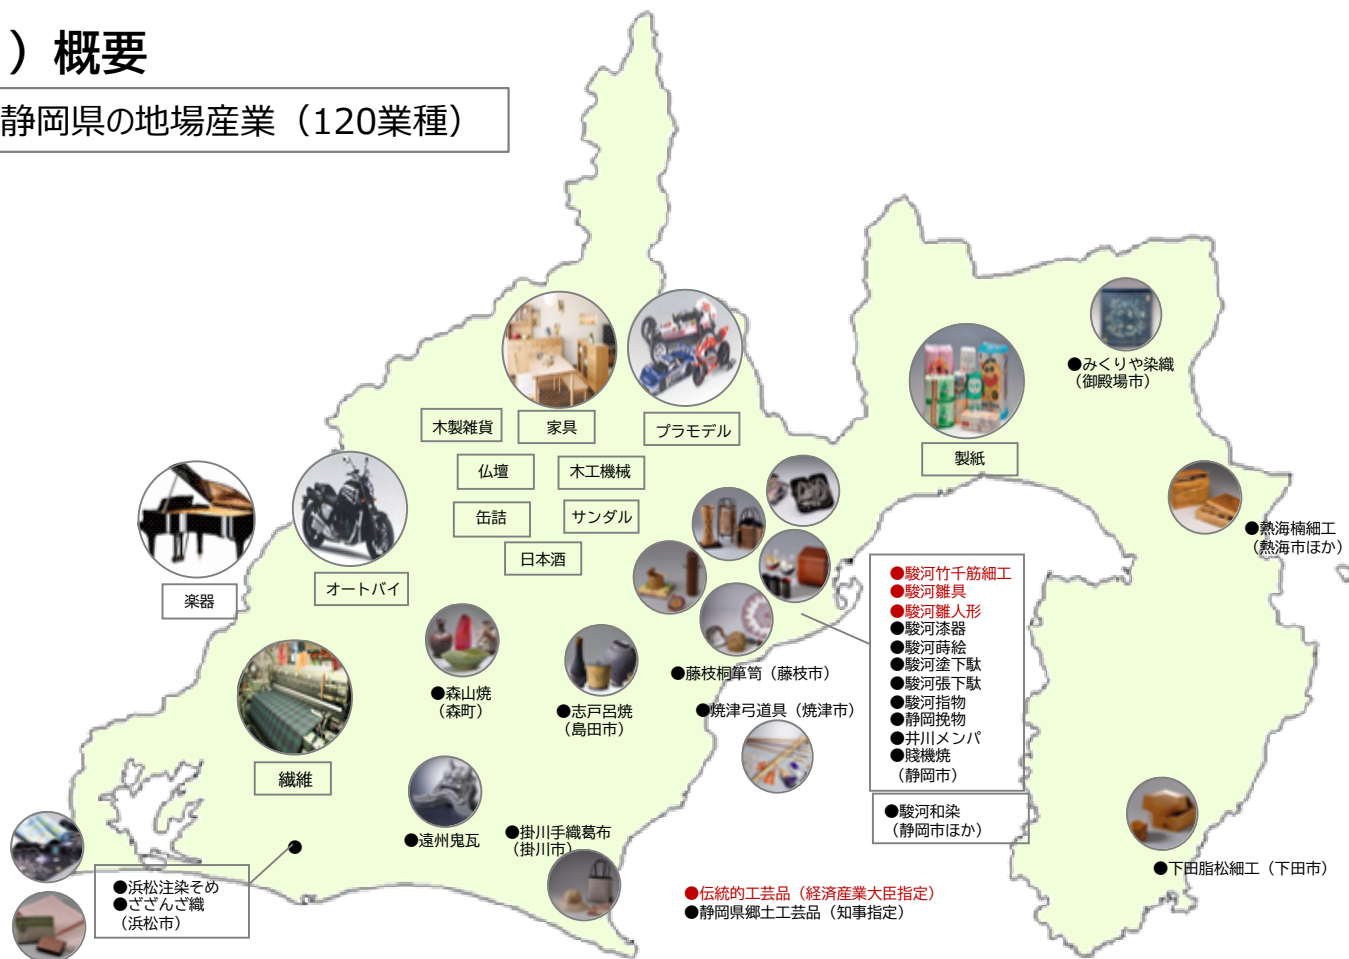 ）概要
静岡県の地場産業（120業種）
●みくりや染織
（御殿場市）
木製雑貨
家具
プラモデル
製紙
仏壇
木工機械
缶詰
サンダル
日本酒
楽器
オートバイ
●熱海楠細工
（熱海市ほか）
●駿河竹千筋細工
●駿河雛具
●駿河雛人形
●駿河漆器
●駿河蒔絵
●駿河塗下駄
●駿河張下駄
●駿河指物
●静岡挽物
●井川メンパ
●賤機焼
（静岡市）
●駿河和染
（静岡市ほか）
●藤枝桐箪笥（藤枝市）
●森山焼
（森町）
●志戸呂焼
（島田市）
●焼津弓道具（焼津市）
繊維
●遠州鬼瓦
●掛川手織葛布
（掛川市）
●浜松注染そめ
●ざざんざ織
（浜松市）
●下田脂松細工（下田市）
●伝統的工芸品（経済産業大臣指定）
●静岡県郷土工芸品（知事指定）